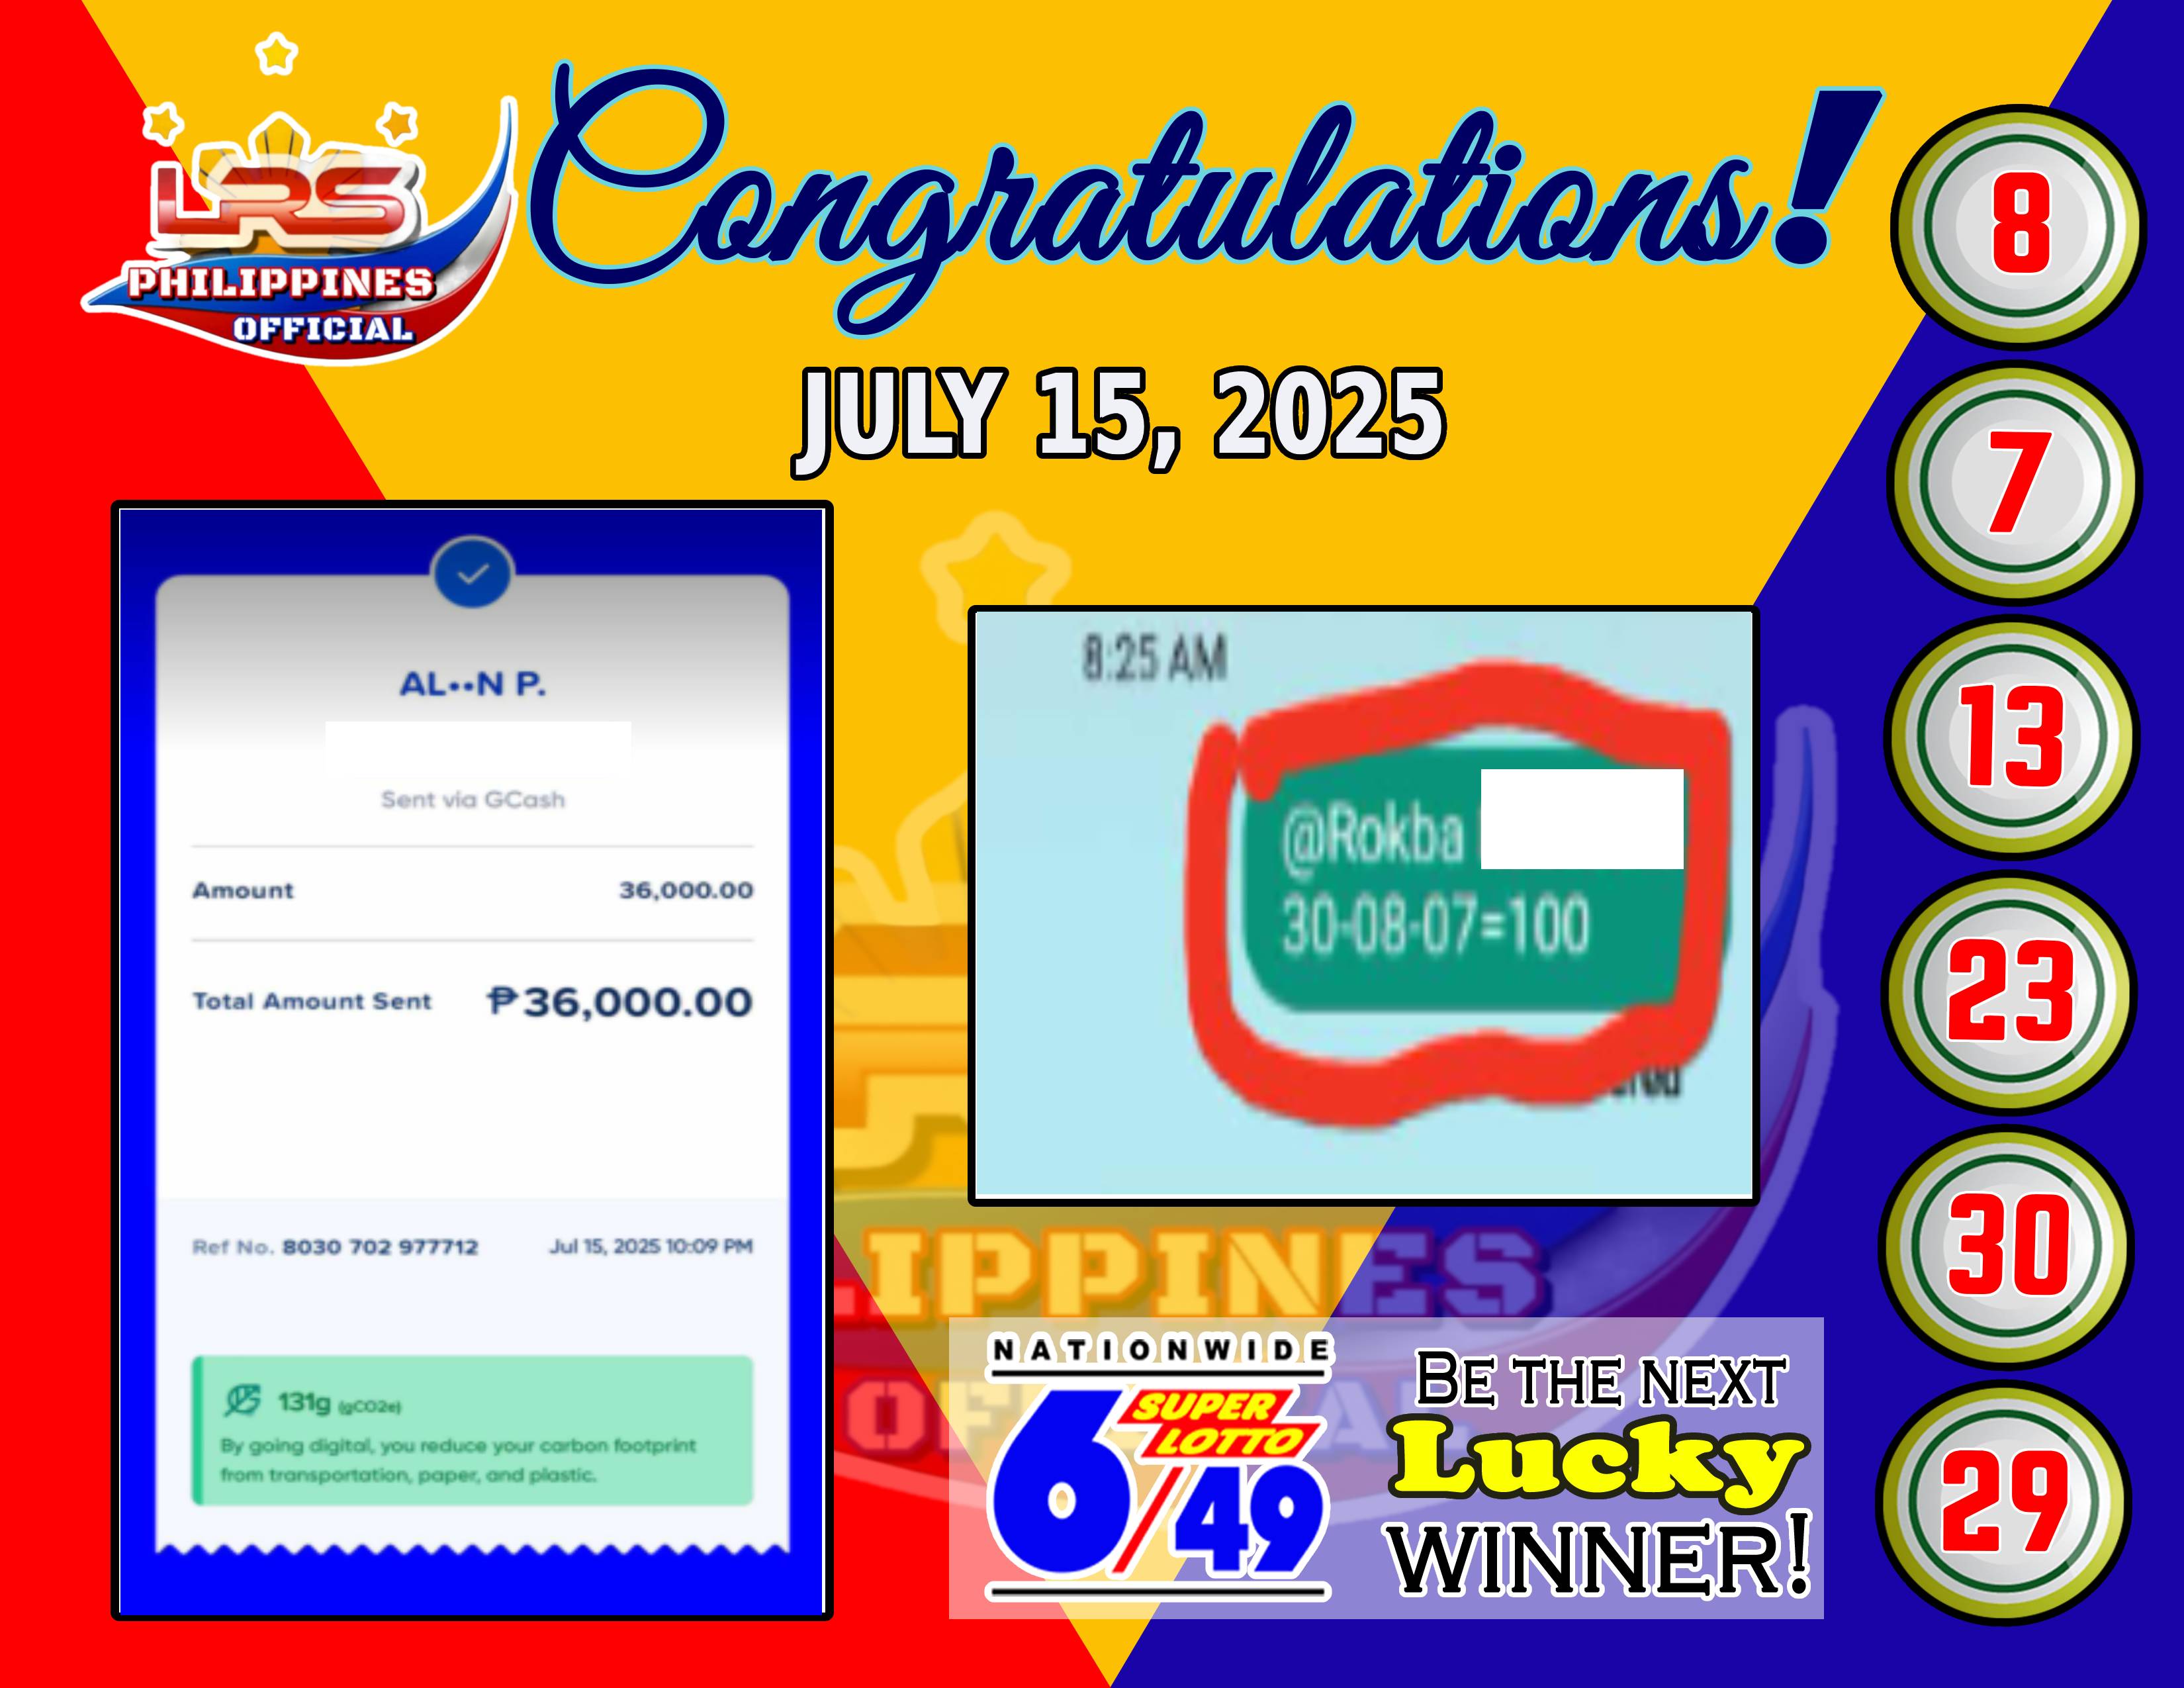 LRS
PHILIPPINES
OFFICIAL
Congratulations!
JULY 15, 2025
AL••N P.
Sent via GCash
Amount 36,000.00
Total Amount Sent ₱36,000.00
Ref No. 8030 702 977712 Jul 15, 2025 10:09 PM
131g (gCO2e)
By going digital, you reduce your carbon footprint
from transportation, paper, and plastic.
8:25 AM
@Rokba
30-08-07=100
LIPPINES
NATIONWIDE
6/49
SUPER
LOTTO
BE THE NEXT
Lucky
WINNER!
8
7
13
23
30
29